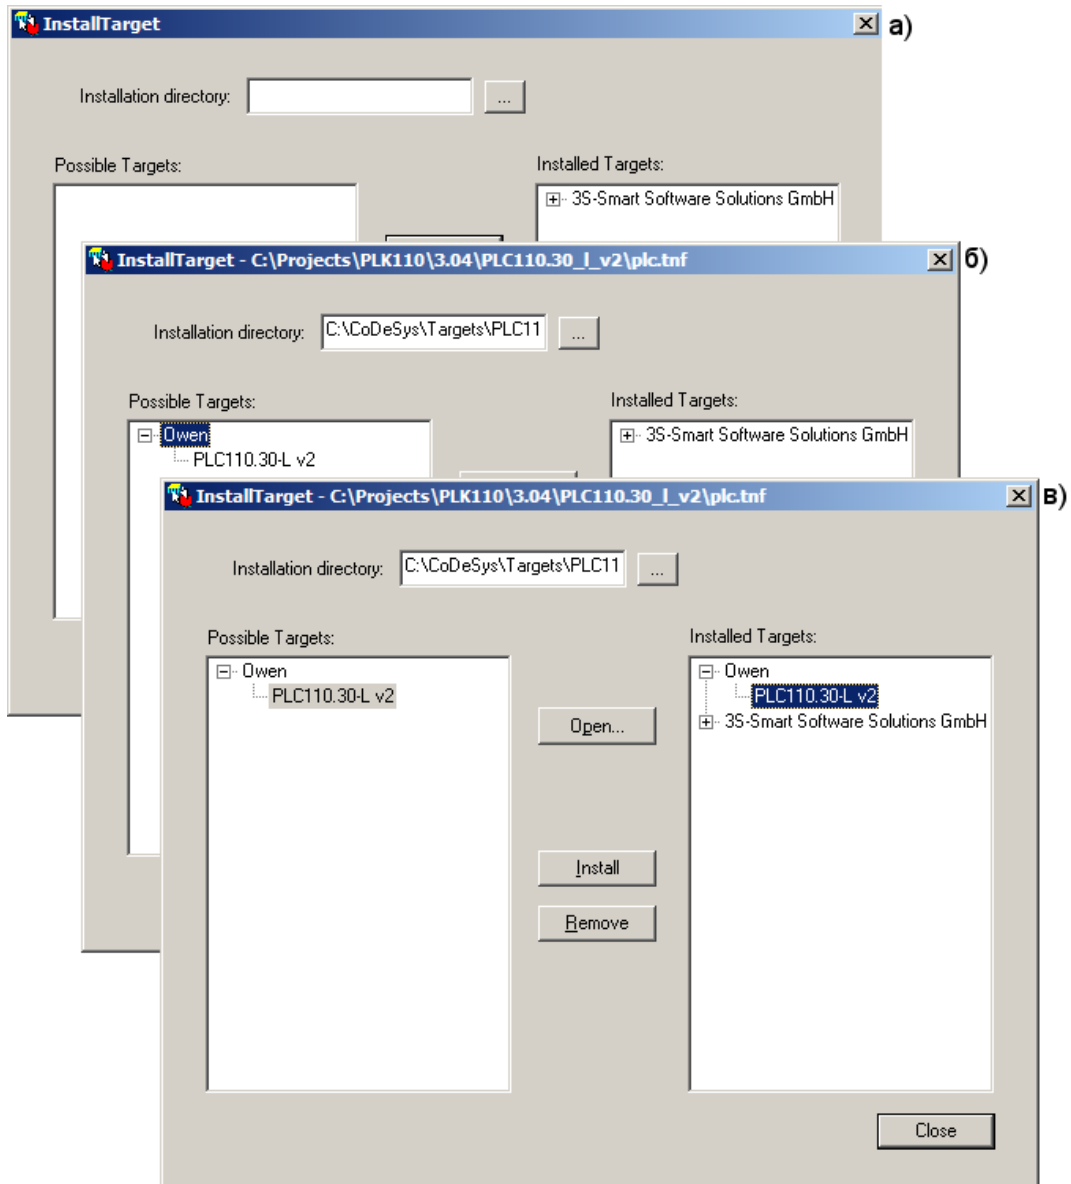 InstallTarget
а)
Installation directory:
...
Possible Targets:
Installed Targets:
3S-Smart Software Solutions GmbH
InstallTarget - C:\Projects\PLK110\3.04\PLC110.30_l_v2\plc.tnf
б)
Installation directory:
C:\CoDeSys\Targets\PLC11
...
Possible Targets:
Installed Targets:
Owen
3S-Smart Software Solutions GmbH
PLC110.30-L v2
InstallTarget - C:\Projects\PLK110\3.04\PLC110.30_l_v2\plc.tnf
в)
Installation directory:
C:\CoDeSys\Targets\PLC11
...
Possible Targets:
Installed Targets:
Owen
PLC110.30-L v2
Owen
PLC110.30-L v2
3S-Smart Software Solutions GmbH
Open...
Install
Remove
Close